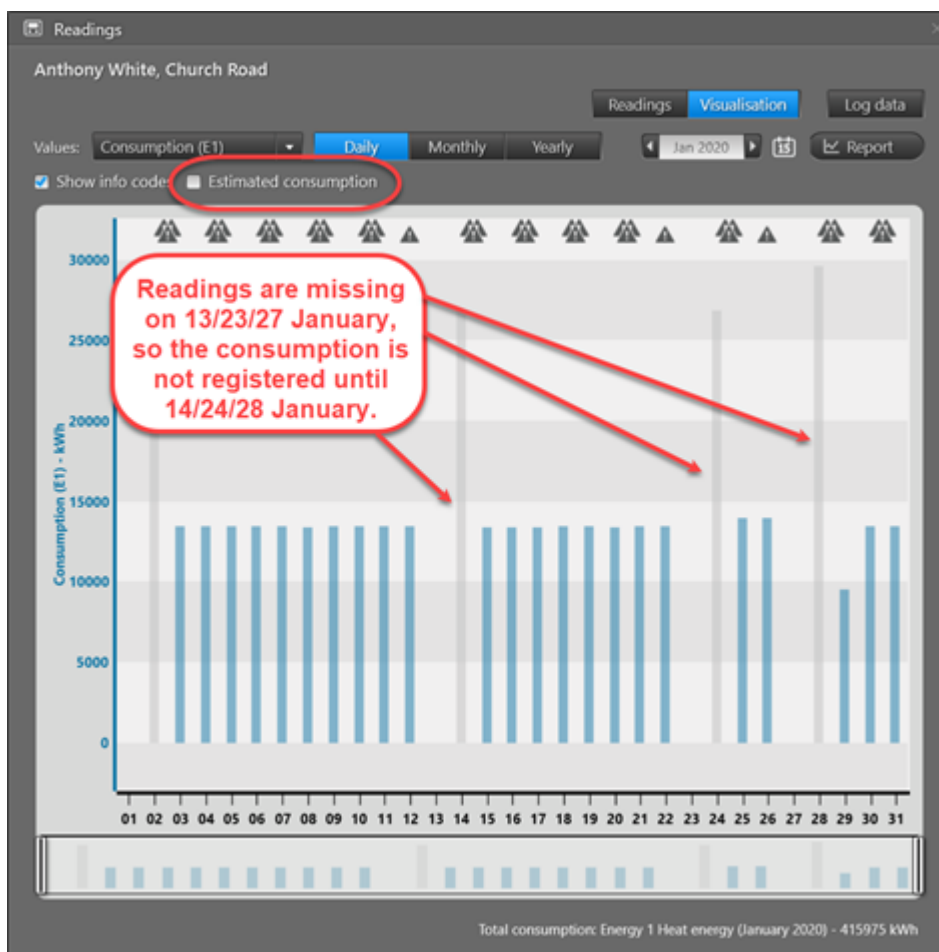 Readings
Anthony White, Church Road
Readings Visualisation Log data
Values: Consumption (E1) Daily Monthly Yearly Jan 2020 15 Report
Show info code Estimated consumption
30000
25000
20000
15000
10000
5000
0
Consumption (E1) - kWh
Readings are missing
on 13/23/27 January,
so the consumption is
not registered until
14/24/28 January.
01 02 03 04 05 06 07 08 09 10 11 12 13 14 15 16 17 18 19 20 21 22 23 24 25 26 27 28 29 30 31
Total consumption: Energy 1 Heat energy (January 2020) - 415975 kWh